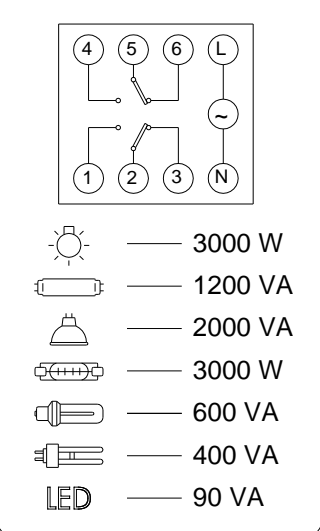 4 5 6 L
~
1 2 3 N
3000 W
1200 VA
2000 VA
3000 W
600 VA
400 VA
LED 90 VA